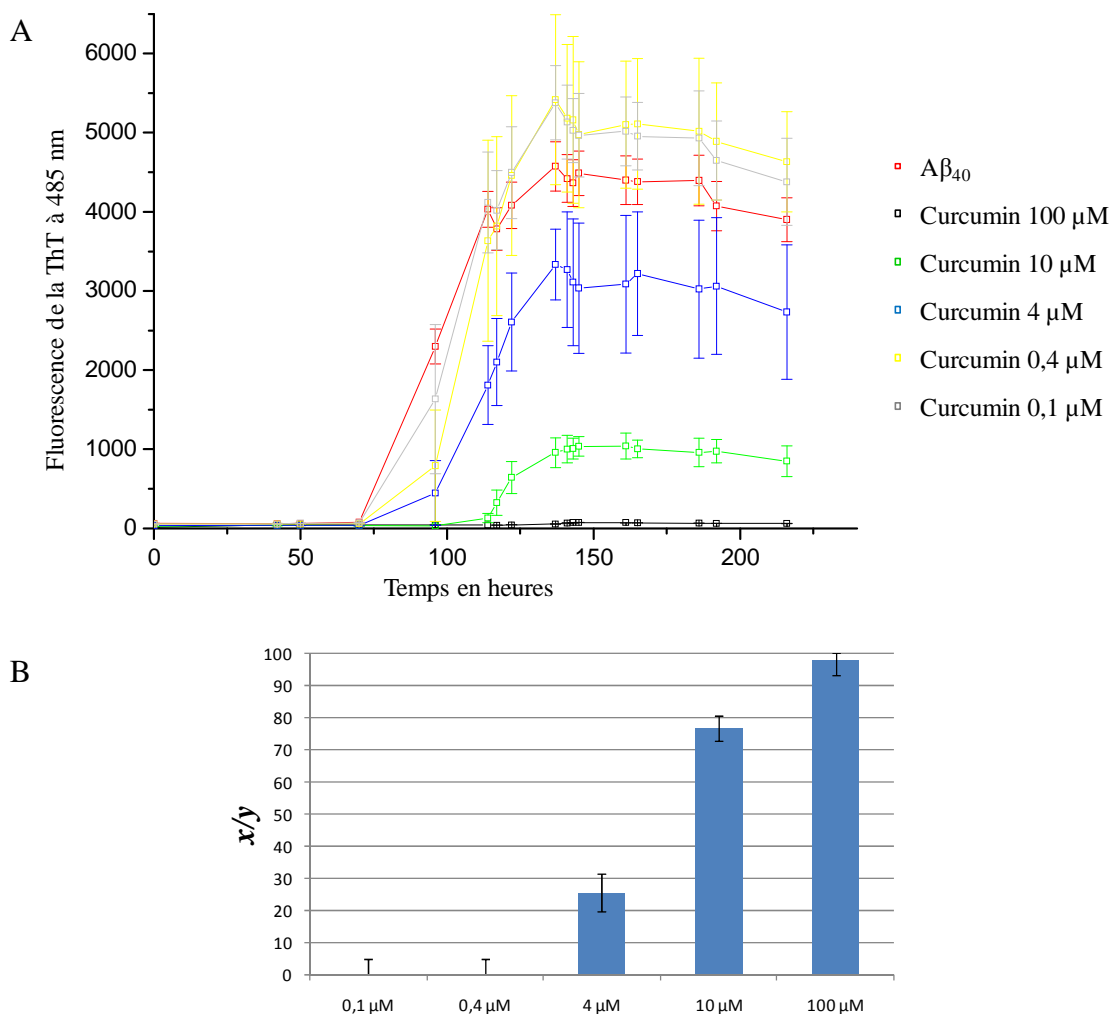 A
Fluorescence de la ThT à 485 nm
6000
5000
4000
3000
2000
1000
0
0
50
100
150
200
Temps en heures
Aβ40
Curcumin 100 µM
Curcumin 10 µM
Curcumin 4 µM
Curcumin 0,4 µM
Curcumin 0,1 µM
B
x/y
100
90
80
70
60
50
40
30
20
10
0
0,1 µM
0,4 µM
4 µM
10 µM
100 µM